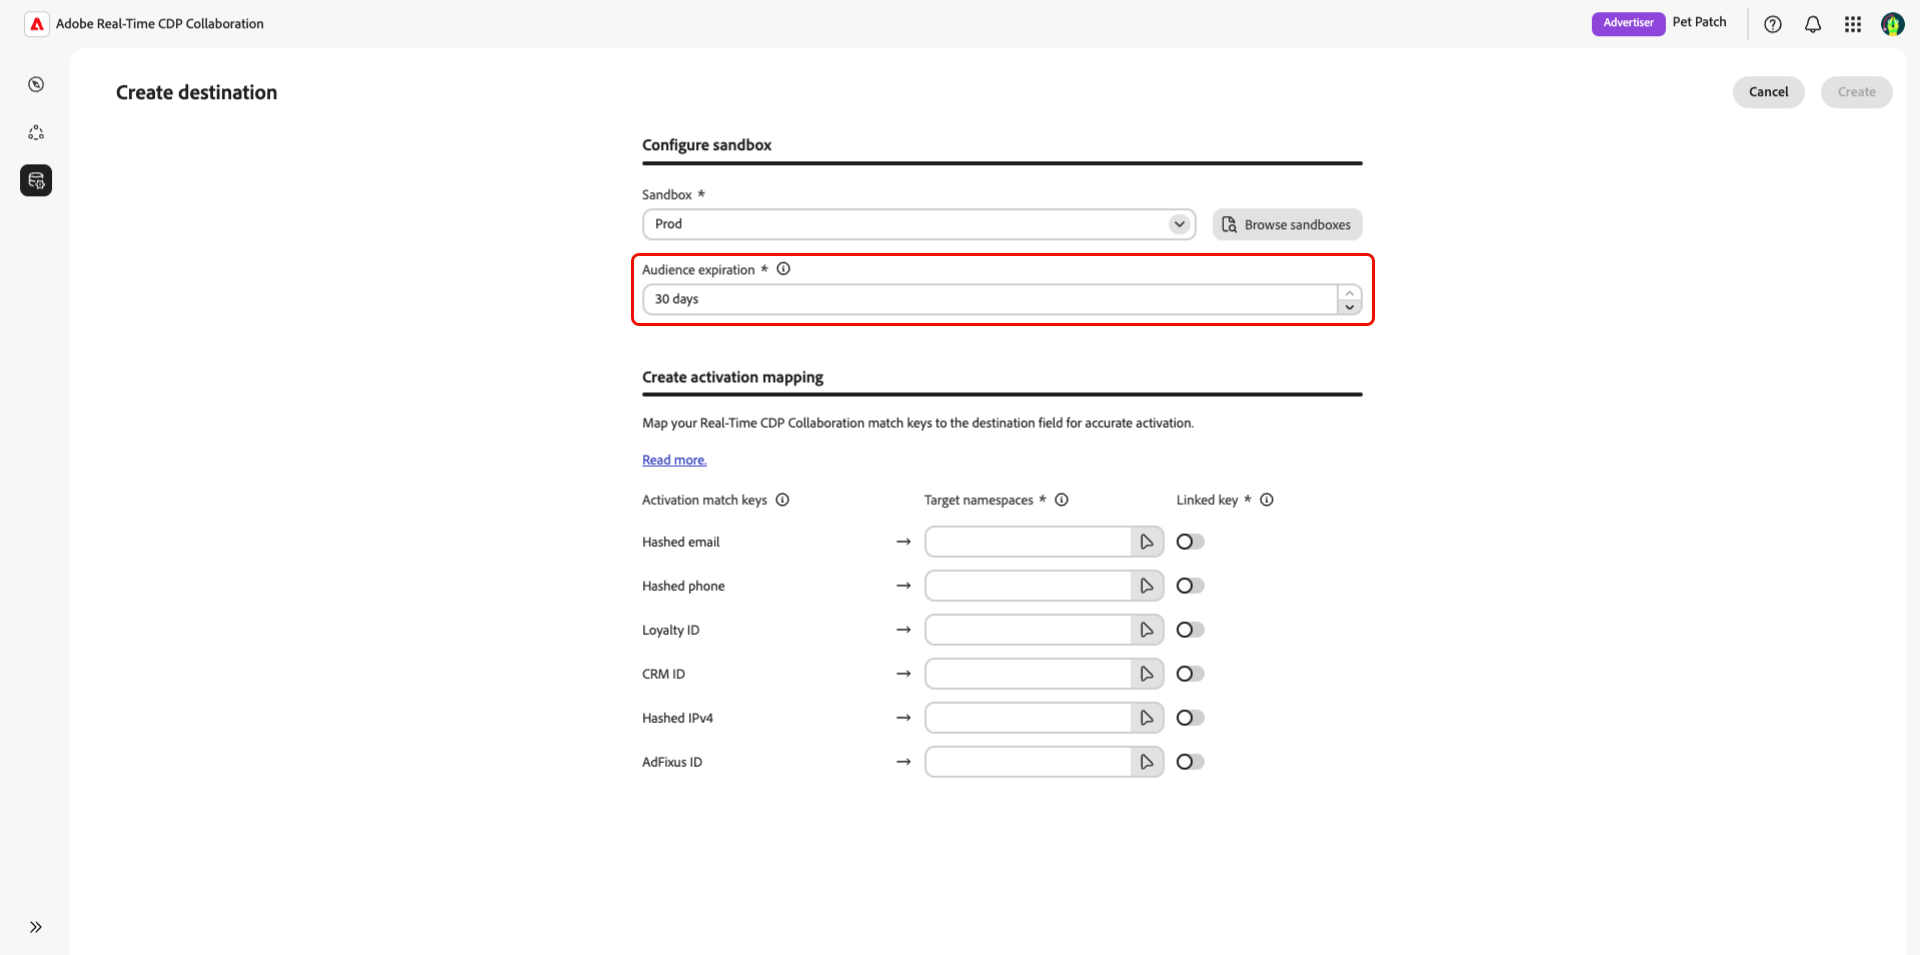 Adobe Real-Time CDP Collaboration
Advertiser Pet Patch
Create destination
Cancel Create
Configure sandbox
Sandbox *
Prod
Browse sandboxes
Audience expiration *
30 days
Create activation mapping
Map your Real-Time CDP Collaboration match keys to the destination field for accurate activation.
Read more.
Activation match keys Target namespaces * Linked key *
Hashed email
Hashed phone
Loyalty ID
CRM ID
Hashed IPv4
AdFixus ID